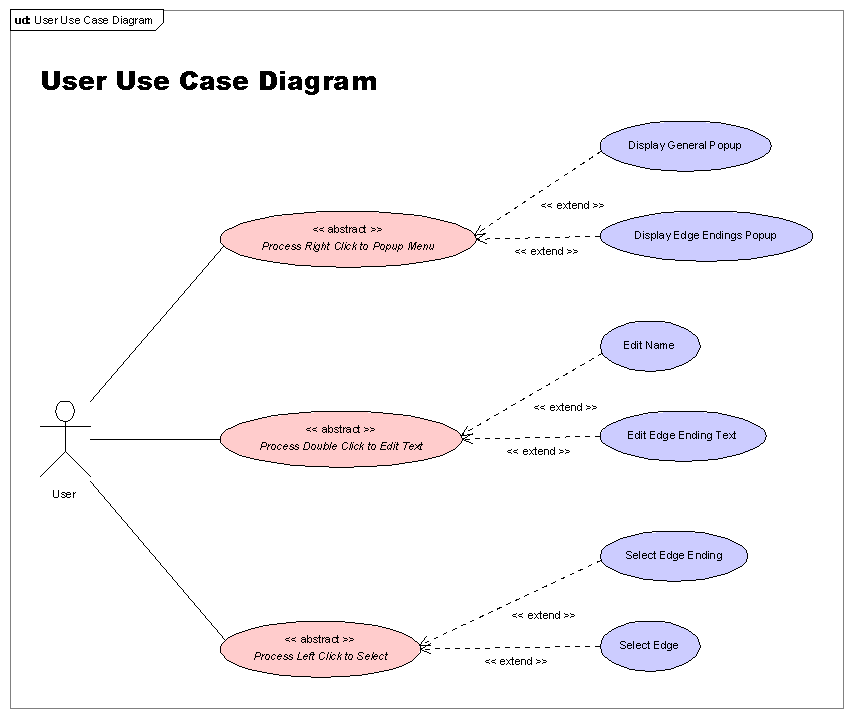 ud: User Use Case Diagram
User Use Case Diagram
Display General Popup
<< extend >>
<< abstract >>
Process Right Click to Popup Menu
Display Edge Endings Popup
<< extend >>
Edit Name
<< extend >>
<< abstract >>
Process Double Click to Edit Text
Edit Edge Ending Text
<< extend >>
User
Select Edge Ending
<< extend >>
<< abstract >>
Process Left Click to Select
Select Edge
<< extend >>